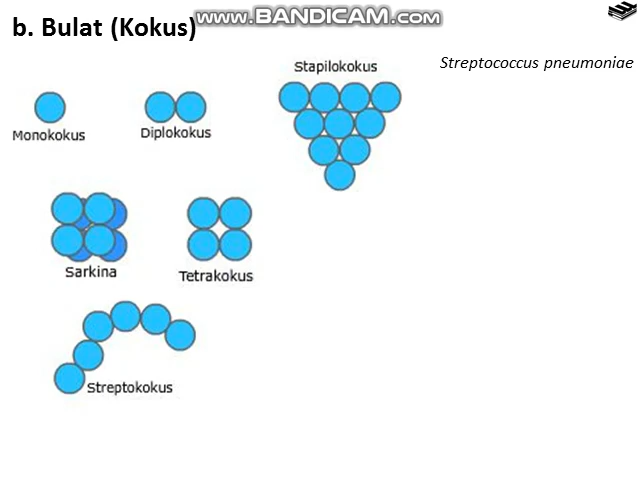 www.BANDICAM.com
b. Bulat (Kokus)
Streptococcus pneumoniae
Stapilokokus
Monokokus
Diplokokus
Sarkina
Tetrakokus
Streptokokus